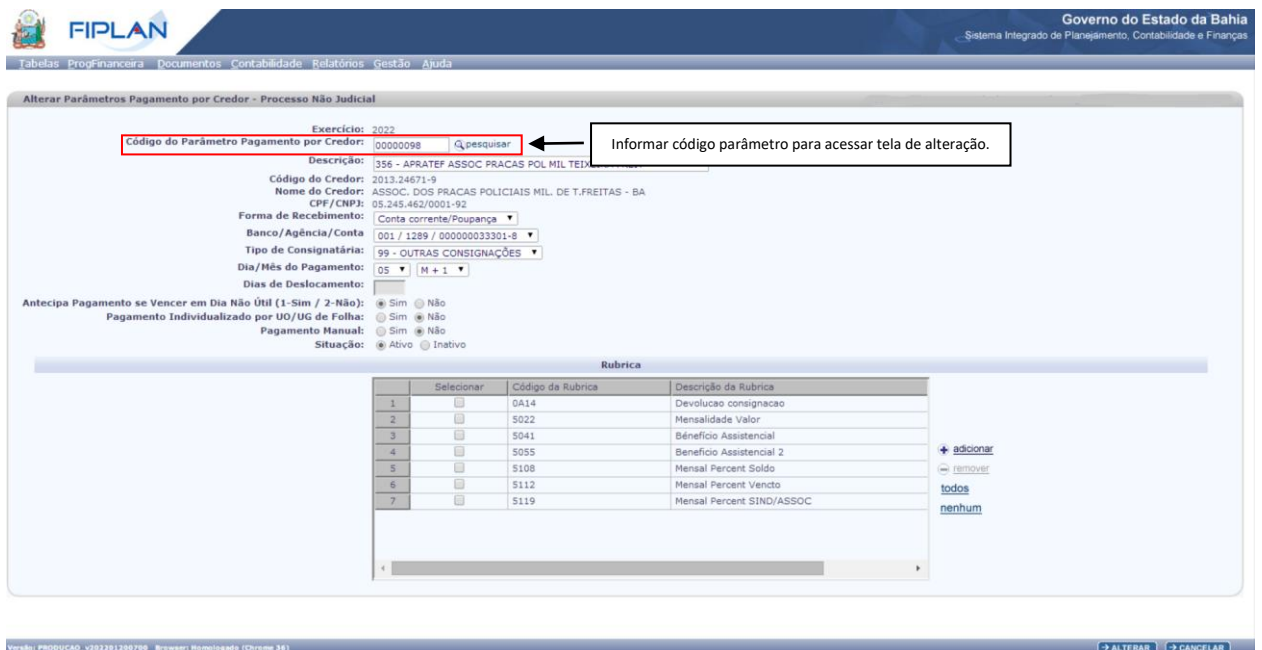 FIPLAN
Governo do Estado da Bahia
Sistema Integrado de Planejamento, Contabilidade e Finanças
Tabelas ProgFinanceira Documentos Contabilidade Relatórios Gestão Ajuda
Alterar Parâmetros Pagamento por Credor - Processo Não Judicial
Exercício: 2022
Código do Parâmetro Pagamento por Credor: 00000098 pesquisar
Informar código parâmetro para acessar tela de alteração.
Descrição: 356 - APRATEF ASSOC PRACAS POL MIL
Código do Credor: 2013.24671-9
Nome do Credor: ASSOC. DOS PRACAS POLICIAIS MIL. DE T.FREITAS - BA
CPF/CNPJ: 05.245.462/0001-92
Forma de Recebimento: Conta corrente/Poupança
Banco/Agência/Conta 001 / 1289 / 000000033301-8
Tipo de Consignatária: 99 - OUTRAS CONSIGNAÇÕES
Dia/Mês do Pagamento: 05 M + 1
Dias de Deslocamento:
Antecipa Pagamento se Vencer em Dia Não Útil (1-Sim / 2-Não): Sim Não
Pagamento Individualizado por UO/UG de Folha: Sim Não
Pagamento Manual: Sim Não
Situação: Ativo Inativo
Rubrica
Selecionar Código da Rubrica Descrição da Rubrica
1 0A14 Devolucao consignacao
2 5022 Mensalidade Valor
3 5041 Bénefício Assistencial
4 5055 Beneficio Assistencial 2
5 5108 Mensal Percent Soldo
6 5112 Mensal Percent Vencto
7 5119 Mensal Percent SIND/ASSOC
adicionar
remover
todos
nenhum
Versão: PRODUCAO_v202201200700 Browser: Homologado (Chrome 36)
ALTERAR CANCELAR